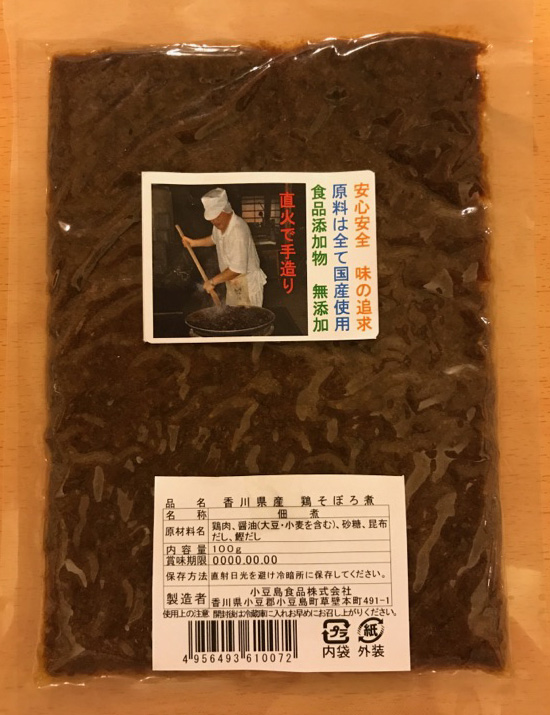 安心安全 味の追求
原料は全て国産使用
食品添加物 無添加
直火で手造り
品名 香川県産 鶏そぼろ煮
名称 佃煮
原材料名 鶏肉、醤油(大豆・小麦を含む)、砂糖、昆布だし、鰹だし
内容量 100g
賞味期限 0000.00.00
保存方法 直射日光を避け冷暗所に保存してください。
製造者 小豆島食品株式会社
香川県小豆郡小豆島町草壁本町491-1
使用上の注意 開封後は冷蔵庫に入れお早めにお召し上がりください。
4 956493 610072
プラ 内袋
紙 外装